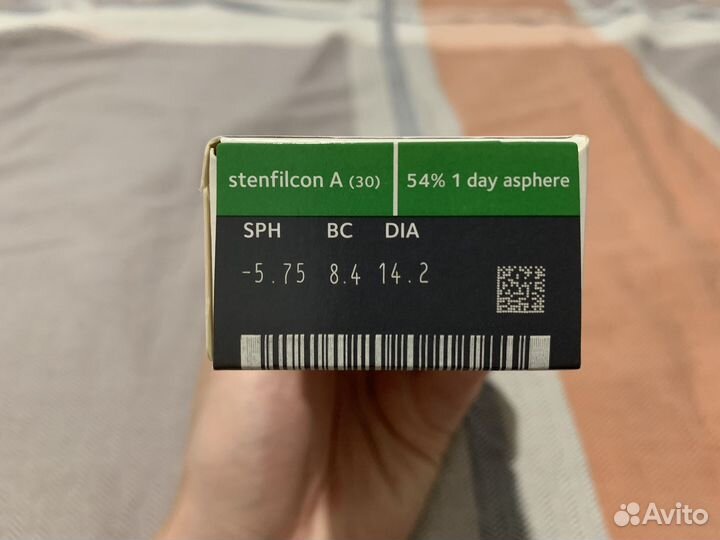 stenfilcon A (30) 54% 1 day asphere
SPH BC DIA
-5.75 8.4 14.2
Avito